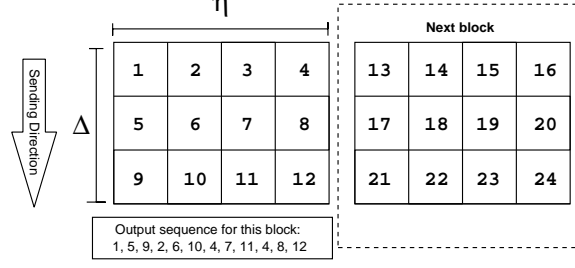 η
Next block
1 2 3 4 13 14 15 16
Sending Direction
Δ
5 6 7 8 17 18 19 20
9 10 11 12 21 22 23 24
Output sequence for this block:
1, 5, 9, 2, 6, 10, 4, 7, 11, 4, 8, 12